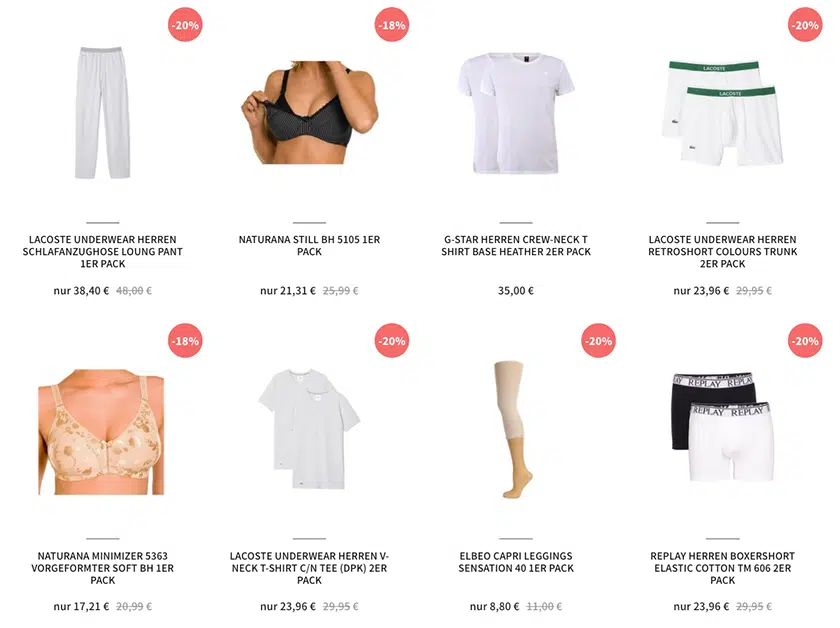 -20%
-18%
-20%
LACOSTE
LACOSTE
LACOSTE UNDERWEAR HERREN
SCHLAFANZUGHOSE LOUNG PANT
1ER PACK
nur 38,40 € 48,00 €
NATURANA STILL BH 5105 1ER
PACK
nur 21,31 € 25,99 €
G-STAR HERREN CREW-NECK T
SHIRT BASE HEATHER 2ER PACK
35,00 €
LACOSTE UNDERWEAR HERREN
RETROSHORT COLOURS TRUNK
2ER PACK
nur 23,96 € 29,95 €
-18%
-20%
-20%
-20%
REPLAY REPLAY
REPLAY REPLAY
NATURANA MINIMIZER 5363
VORGEFORMTER SOFT BH 1ER
PACK
nur 17,21 € 20,99 €
LACOSTE UNDERWEAR HERREN V-
NECK T-SHIRT C/N TEE (DPK) 2ER
PACK
nur 23,96 € 29,95 €
ELBEO CAPRI LEGGINGS
SENSATION 40 1ER PACK
nur 8,80 € 11,00 €
REPLAY HERREN BOXERSHORT
ELASTIC COTTON TM 606 2ER
PACK
nur 23,96 € 29,95 €